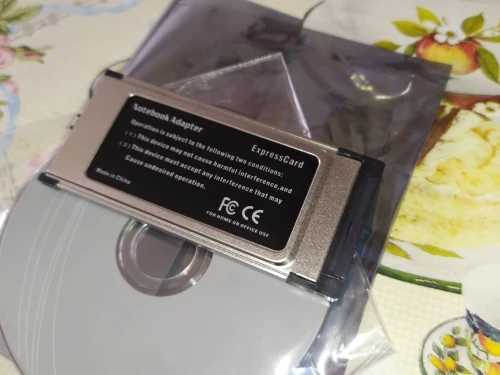 Notebook Adapter
ExpressCard
Operation is subject to the following two conditions:
(1) This device may not cause harmful interference,and
(2) This device must accept any interference that may
Cause undesired operation.
Made in China
FC CE
FOR HOME OR OFFICE USE